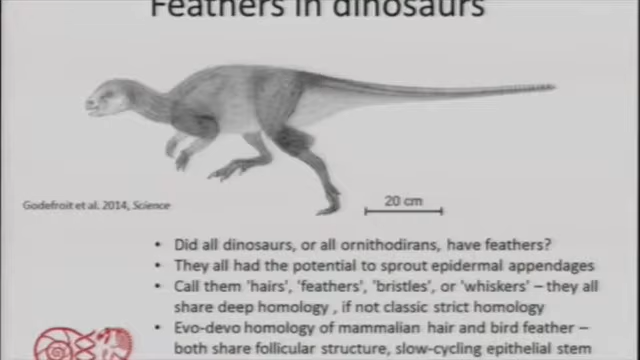 Feathers in dinosaurs
Godefroit et al. 2014, Science
20 cm
• Did all dinosaurs, or all ornithodirans, have feathers?
• They all had the potential to sprout epidermal appendages
• Call them 'hairs', 'feathers', 'bristles', or 'whiskers' – they all
share deep homology , if not classic strict homology
• Evo-devo homology of mammalian hair and bird feather –
both share follicular structure, slow-cycling epithelial stem